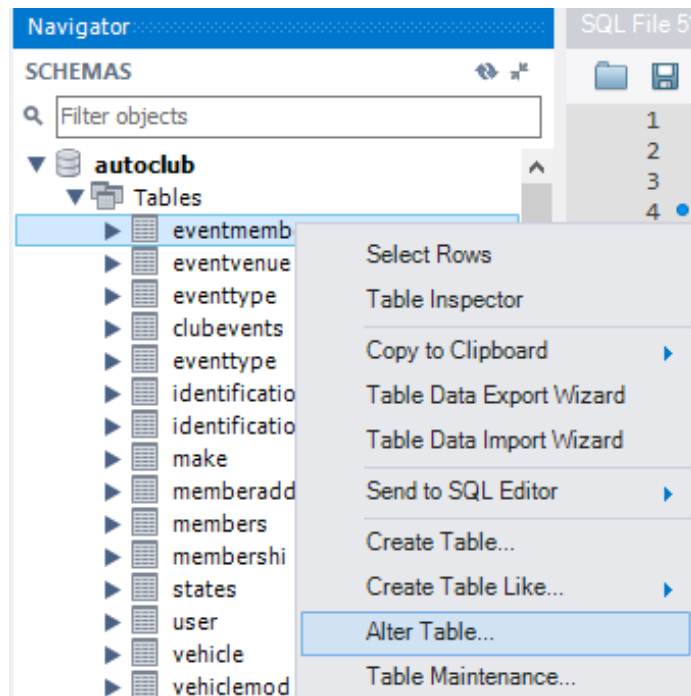 Navigator
SQL File 5
SCHEMAS
Filter objects
1
2
3
4
autoclub
Tables
eventmemb
eventvenue
eventtype
clubevents
eventtype
identificatio
identificatio
make
memberadd
members
membershi
states
user
vehicle
vehiclemod
Select Rows
Table Inspector
Copy to Clipboard
Table Data Export Wizard
Table Data Import Wizard
Send to SQL Editor
Create Table...
Create Table Like...
Alter Table...
Table Maintenance...